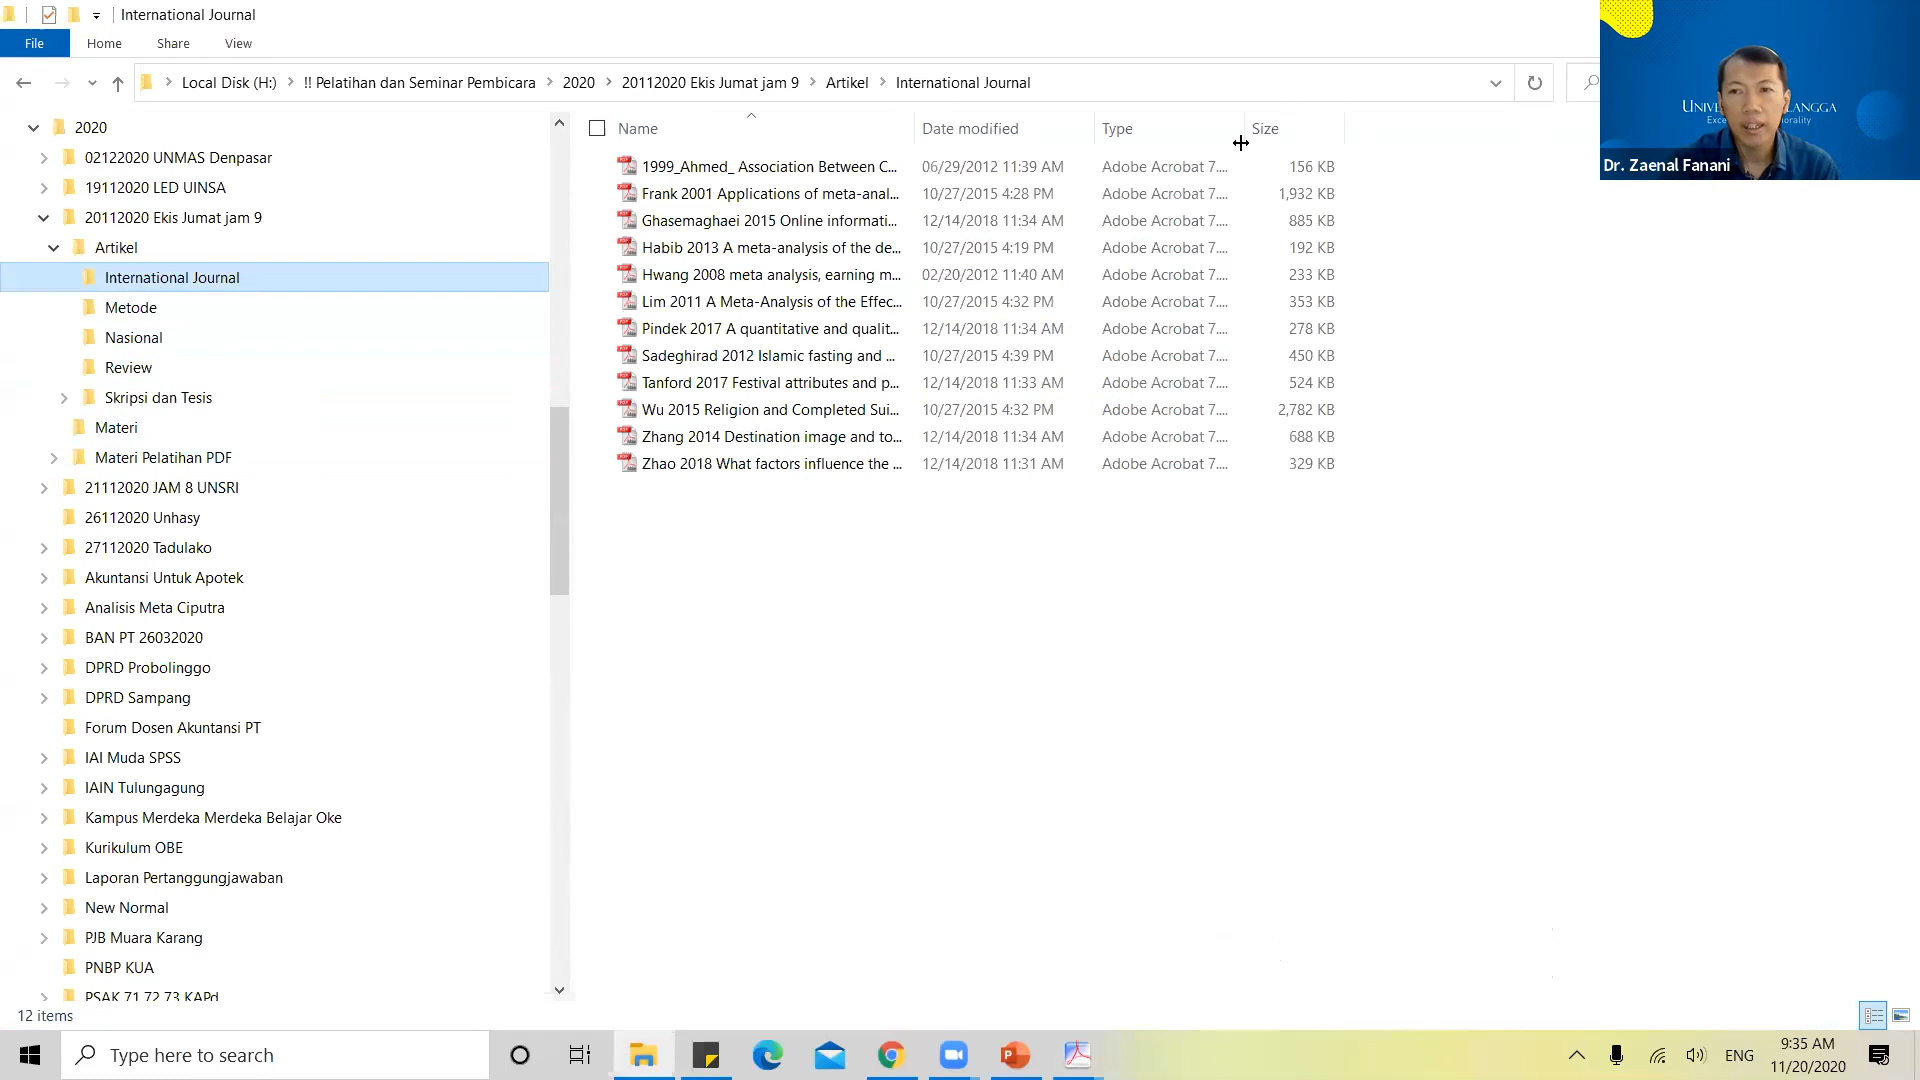 International Journal
File Home Share View
Local Disk (H:) !! Pelatihan dan Seminar Pembicara 2020 20112020 Ekis Jumat jam 9 Artikel International Journal
2020
02122020 UNMAS Denpasar
19112020 LED UINSA
20112020 Ekis Jumat jam 9
Artikel
International Journal
Metode
Nasional
Review
Skripsi dan Tesis
Materi
Materi Pelatihan PDF
21112020 JAM 8 UNSRI
26112020 Unhasy
27112020 Tadulako
Akuntansi Untuk Apotek
Analisis Meta Ciputra
BAN PT 26032020
DPRD Probolinggo
DPRD Sampang
Forum Dosen Akuntansi PT
IAI Muda SPSS
IAIN Tulungagung
Kampus Merdeka Merdeka Belajar Oke
Kurikulum OBE
Laporan Pertanggungjawaban
New Normal
PJB Muara Karang
PNBP KUA
PSAK 71 72 73 KAPd
Name Date modified Type Size
1999_Ahmed_ Association Between C... 06/29/2012 11:39 AM Adobe Acrobat 7.... 156 KB
Frank 2001 Applications of meta-anal... 10/27/2015 4:28 PM Adobe Acrobat 7.... 1,932 KB
Ghasemaghaei 2015 Online informati... 12/14/2018 11:34 AM Adobe Acrobat 7.... 885 KB
Habib 2013 A meta-analysis of the de... 10/27/2015 4:19 PM Adobe Acrobat 7.... 192 KB
Hwang 2008 meta analysis, earning m... 02/20/2012 11:40 AM Adobe Acrobat 7.... 233 KB
Lim 2011 A Meta-Analysis of the Effec... 10/27/2015 4:32 PM Adobe Acrobat 7.... 353 KB
Pindek 2017 A quantitative and qualit... 12/14/2018 11:34 AM Adobe Acrobat 7.... 278 KB
Sadeghirad 2012 Islamic fasting and ... 10/27/2015 4:39 PM Adobe Acrobat 7.... 450 KB
Tanford 2017 Festival attributes and p... 12/14/2018 11:33 AM Adobe Acrobat 7.... 524 KB
Wu 2015 Religion and Completed Sui... 10/27/2015 4:32 PM Adobe Acrobat 7.... 2,782 KB
Zhang 2014 Destination image and to... 12/14/2018 11:34 AM Adobe Acrobat 7.... 688 KB
Zhao 2018 What factors influence the ... 12/14/2018 11:31 AM Adobe Acrobat 7.... 329 KB
Dr. Zaenal Fanani
12 items
Type here to search
ENG
9:35 AM
11/20/2020